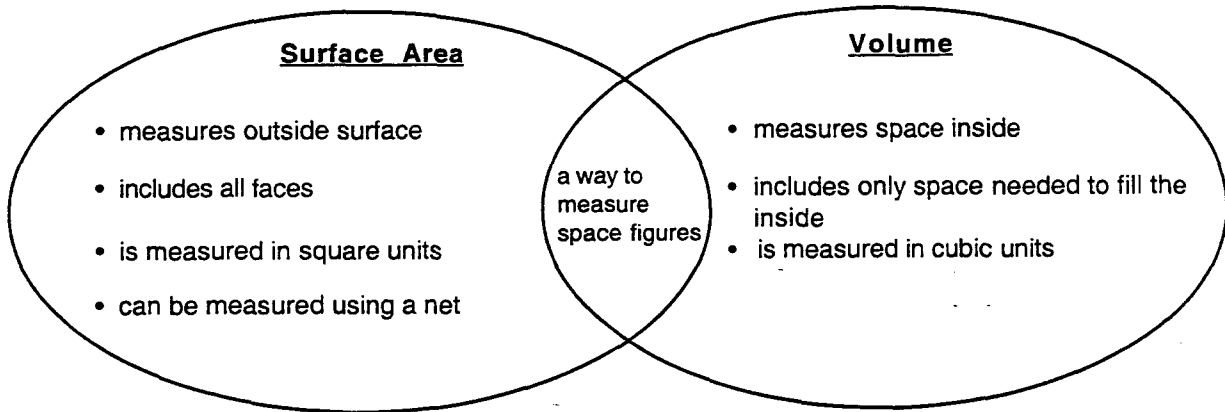 Surface Area
• measures outside surface
• includes all faces
• is measured in square units
• can be measured using a net
a way to
measure
space figures
Volume
• measures space inside
• includes only space needed to fill the
inside
• is measured in cubic units